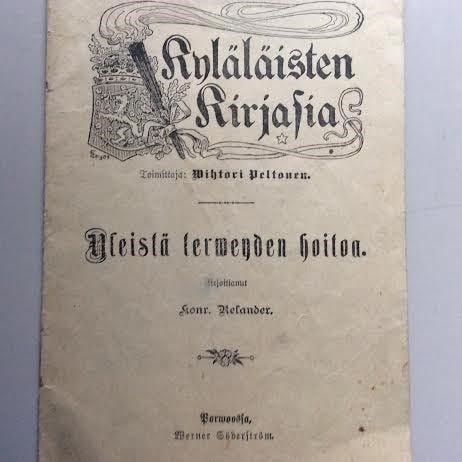 Kyläläisten
Kirjasia
Toimittaja: Wihtori Peltonen.
Yleistä terweyden hoitoa.
kirjoittanut
Konr. Relander.
Porwoossa,
Werner Söderström.